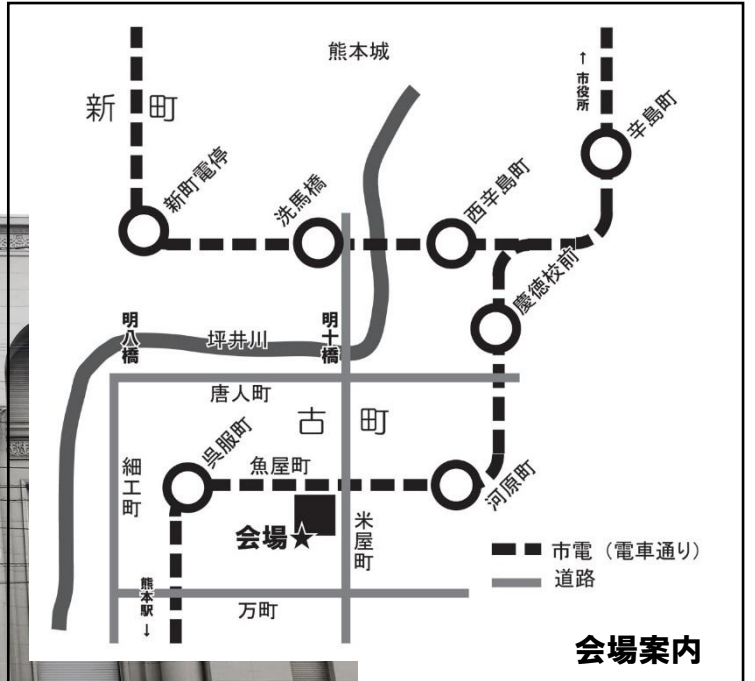 熊本城
↑市役所
新町
辛島町
新町電停
洗馬橋
西辛島町
慶徳校前
明八橋
坪井川
明十橋
唐人町
古町
呉服町
魚屋町
細工町
河原町
会場★
米屋町
市電（電車通り）
道路
熊本駅↓
万町
会場案内